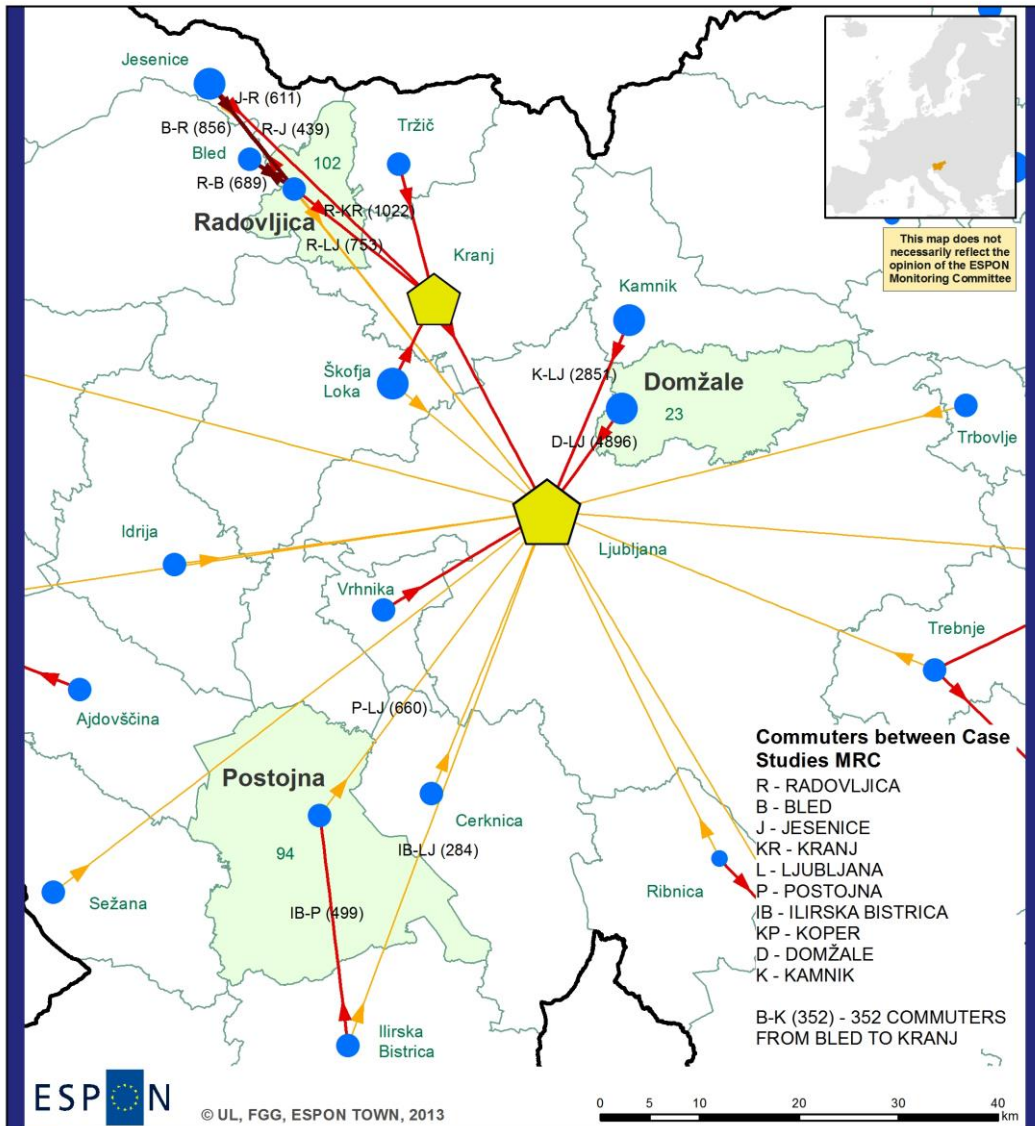 Jesenice
J-R (611)
B-R (856)
R-J (439)
Tržič
Bled
102
R-B (689)
R-KR (1022)
Radovljica
R-LJ (753)
Kranj
This map does not
necessarily reflect the
opinion of the ESPON
Monitoring Committee
Kamnik
Škofja
Loka
K-LJ (2851)
Domžale
23
D-LJ (4896)
Trbovlje
Idrija
Ljubljana
Vrhnika
Trebnje
Ajdovščina
P-LJ (660)
Postojna
Cerknica
94
IB-LJ (284)
Sežana
IB-P (499)
Ribnica
Ilirska
Bistrica
Commuters between Case
Studies MRC
R - RADOVLJICA
B - BLED
J - JESENICE
KR - KRANJ
L - LJUBLJANA
P - POSTOJNA
IB - ILIRSKA BISTRICA
KP - KOPER
D - DOMŽALE
K - KAMNIK
B-K (352) - 352 COMMUTERS
FROM BLED TO KRANJ
ESPON
© UL, FGG, ESPON TOWN, 2013
0 5 10 20 30 40
km